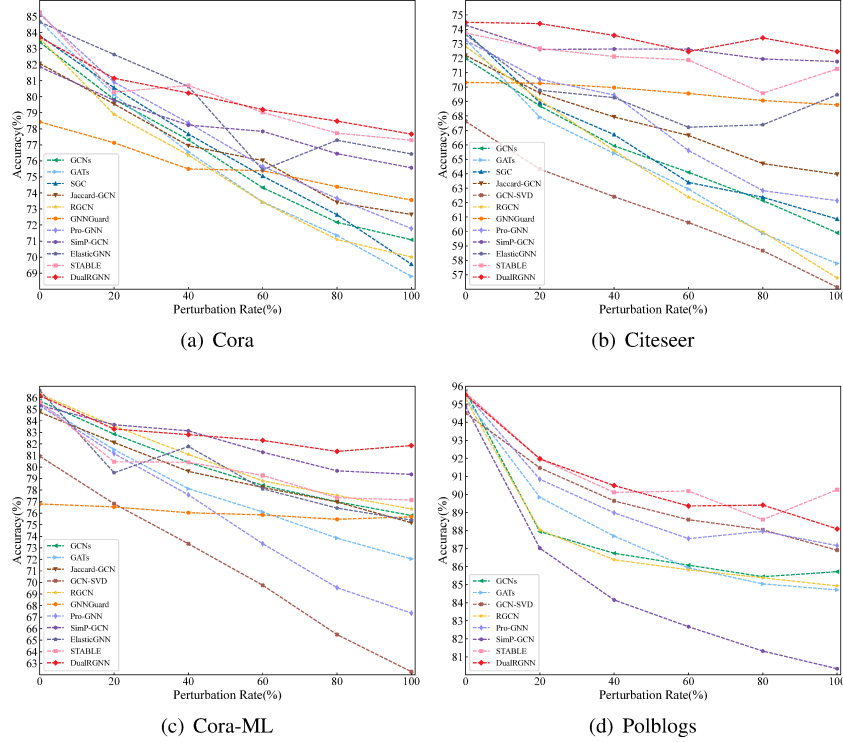 85
84
83
82
81
80
79
78
77
76
75
74
73
72
71
70
69
Accuracy(%)
GCNs
GATs
SGC
Jaccard-GCN
RGCN
GNNGuard
Pro-GNN
SimP-GCN
ElasticGNN
STABLE
DualRGNN
0 20 40 60 80 100
Perturbation Rate(%)
(a) Cora
75
74
73
72
71
70
69
68
67
66
65
64
63
62
61
60
59
58
57
Accuracy(%)
GCNs
GATs
SGC
Jaccard-GCN
GCN-SVD
RGCN
GNNGuard
Pro-GNN
SimP-GCN
ElasticGNN
STABLE
DualRGNN
0 20 40 60 80 100
Perturbation Rate(%)
(b) Citeseer
86
85
84
83
82
81
80
79
78
77
76
75
74
73
72
71
70
69
68
67
66
65
64
63
Accuracy(%)
GCNs
GATs
Jaccard-GCN
GCN-SVD
RGCN
GNNGuard
Pro-GNN
SimP-GCN
ElasticGNN
STABLE
DualRGNN
0 20 40 60 80 100
Perturbation Rate(%)
(c) Cora-ML
96
95
94
93
92
91
90
89
88
87
86
85
84
83
82
81
Accuracy(%)
GCNs
GATs
GCN-SVD
RGCN
Pro-GNN
SimP-GCN
STABLE
DualRGNN
0 20 40 60 80 100
Perturbation Rate(%)
(d) Polblogs